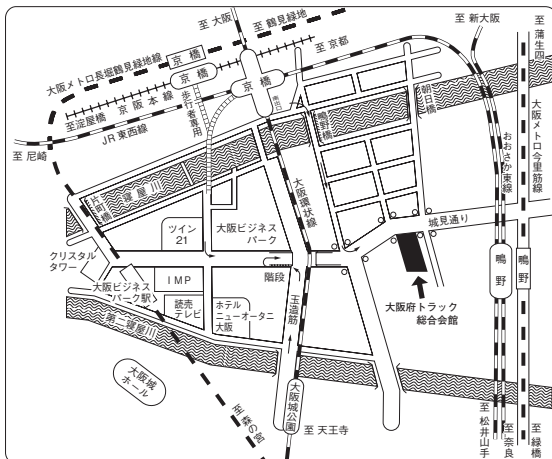 至大阪
至鶴見緑地
至新大阪
至蒲生四
大阪メトロ長堀鶴見緑地線
京橋
京橋
京橋
至京都
京阪本線
至淀屋橋
JR東西線
至尼崎
歩行者専用
南出口
鴫野橋
朝日橋
おおさか東線
大阪メトロ今里筋線
片町橋
寝屋川
大阪環状線
城見通り
ツイン
21
大阪ビジネス
パーク
クリスタル
タワー
大阪ビジネス
パーク駅
IMP
階段
玉造筋
読売
テレビ
ホテル
ニューオータニ
大阪
鴫野
鴫野
大阪府トラック
総合会館
第二寝屋川
大阪城
ホール
大阪城公園
至森の宮
至天王寺
至松井山手
至奈良
至緑橋